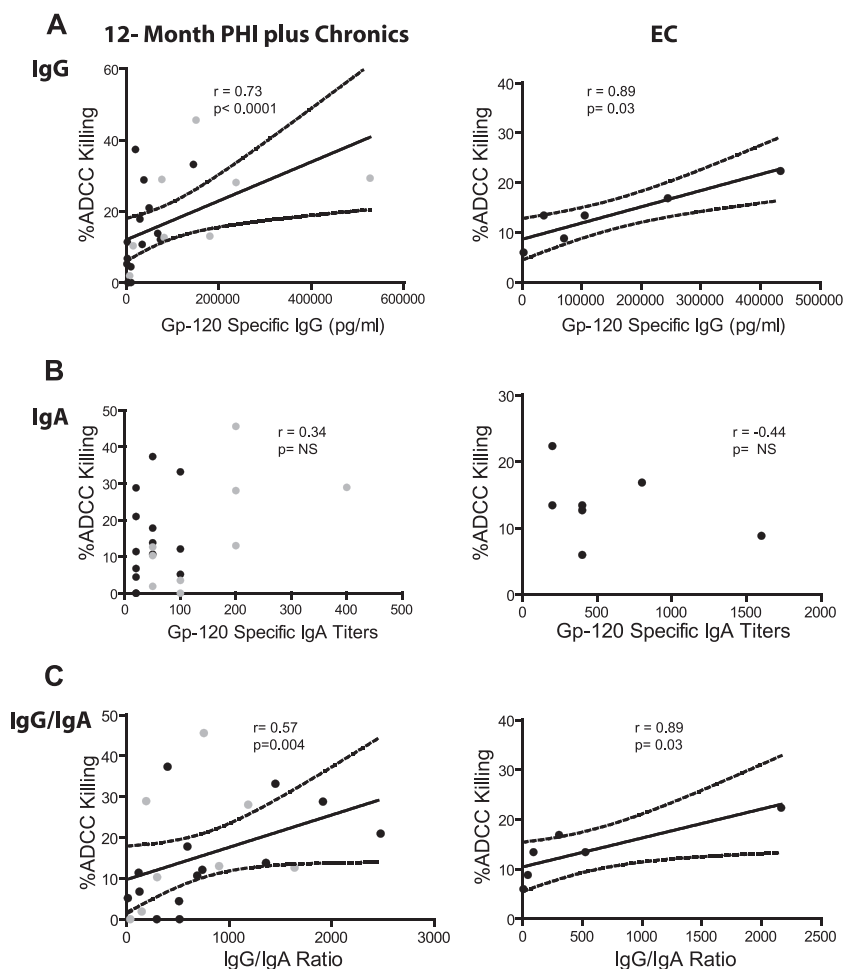 A 12- Month PHI plus Chronics EC
IgG
%ADCC Killing
60
40
20
0
r = 0.73
p< 0.0001
0 200000 400000 600000
Gp-120 Specific IgG (pg/ml)
%ADCC Killing
40
30
20
10
0
r = 0.89
p= 0.03
0 100000 200000 300000 400000 500000
Gp-120 Specific IgG (pg/ml)
B
IgA
%ADCC Killing
50
40
30
20
10
0
r = 0.34
p= NS
0 100 200 300 400 500
Gp-120 Specific IgA Titers
%ADCC Killing
30
20
10
0
r = -0.44
p= NS
0 500 1000 1500 2000
Gp-120 Specific IgA Titers
C
IgG/IgA
%ADCC Killing
50
40
30
20
10
0
r= 0.57
p=0.004
0 1000 2000 3000
IgG/IgA Ratio
%ADCC Killing
40
30
20
10
0
r = 0.89
p= 0.03
0 500 1000 1500 2000 2500
IgG/IgA Ratio